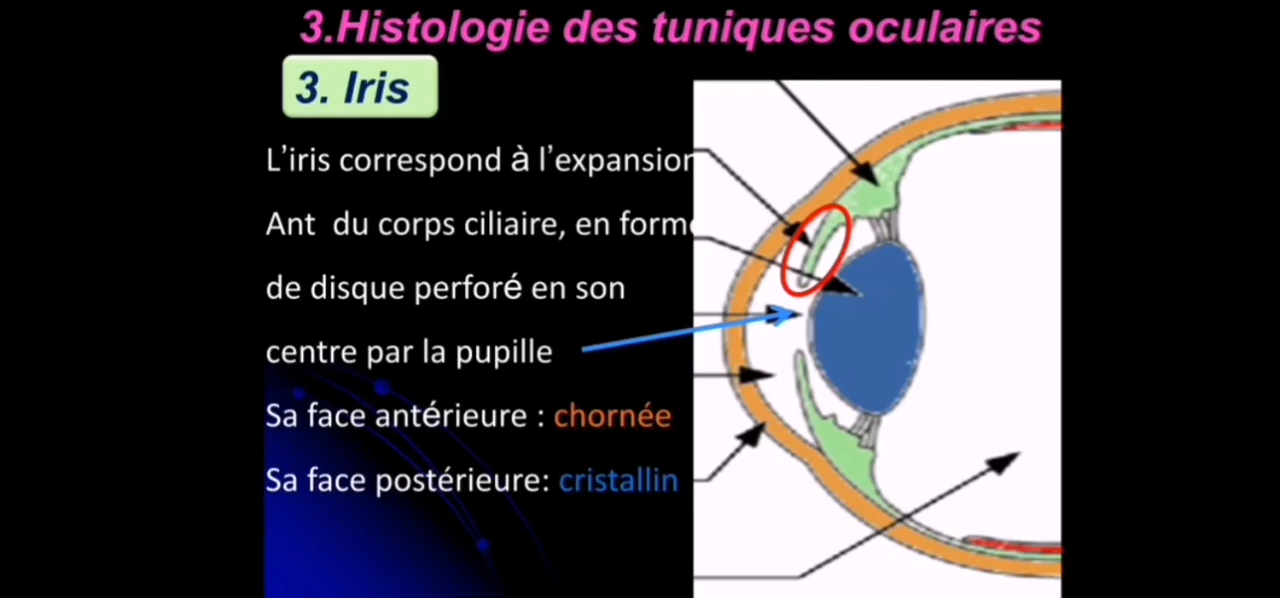 3.Histologie des tuniques oculaires
3. Iris
L'iris correspond à l'expansion
Ant du corps ciliaire, en forme
de disque perforé en son
centre par la pupille
Sa face antérieure : chornée
Sa face postérieure: cristallin